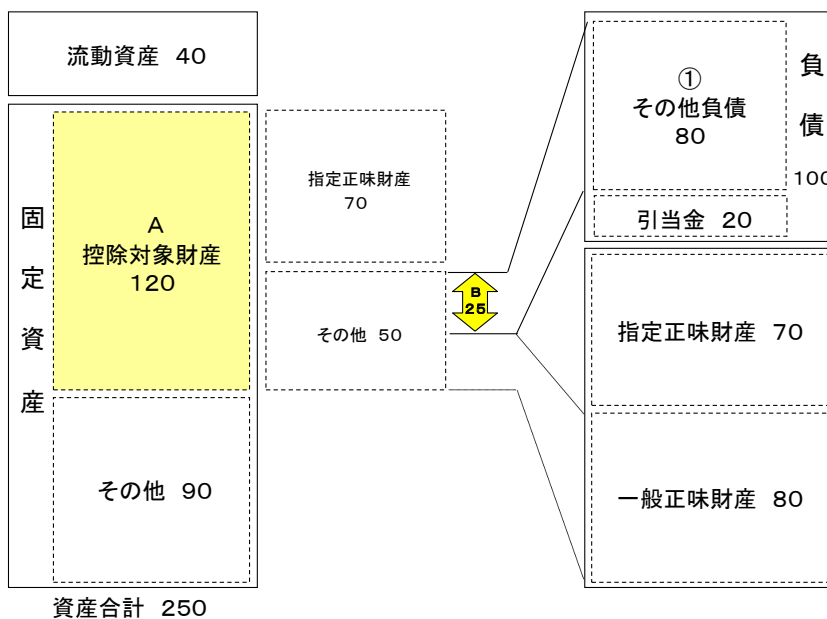 流動資産 40
固定資産
A
控除対象財産
120
その他 90
資産合計 250
指定正味財産
70
その他 50
B
25
①
その他負債
80
負債
100
引当金 20
指定正味財産 70
一般正味財産 80